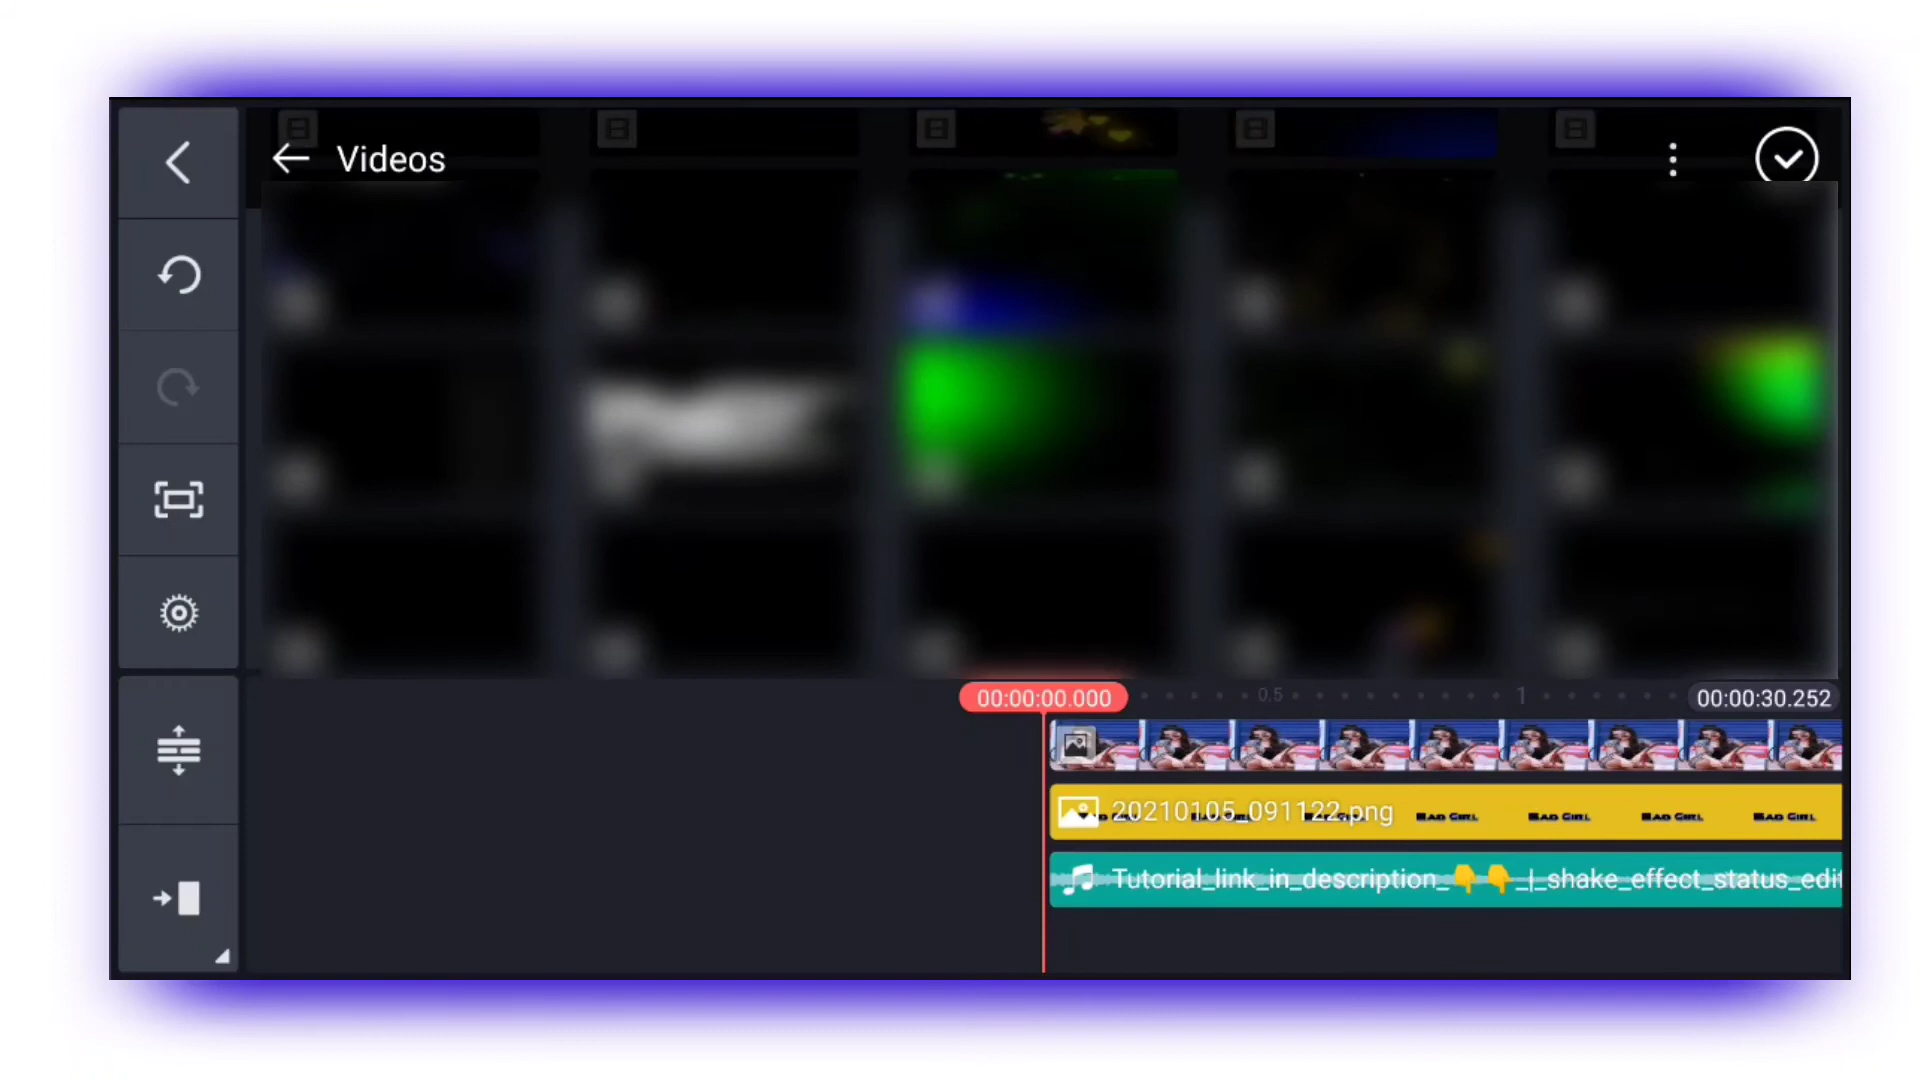 Videos
00:00:00.000
0.5
1
00:00:30.252
20210105_091122.png
BAD GIRL BAD GIRL BAD GIRL BAD GIRL
Tutorial_link_in_description_👇👇_|_shake_effect_status_edit